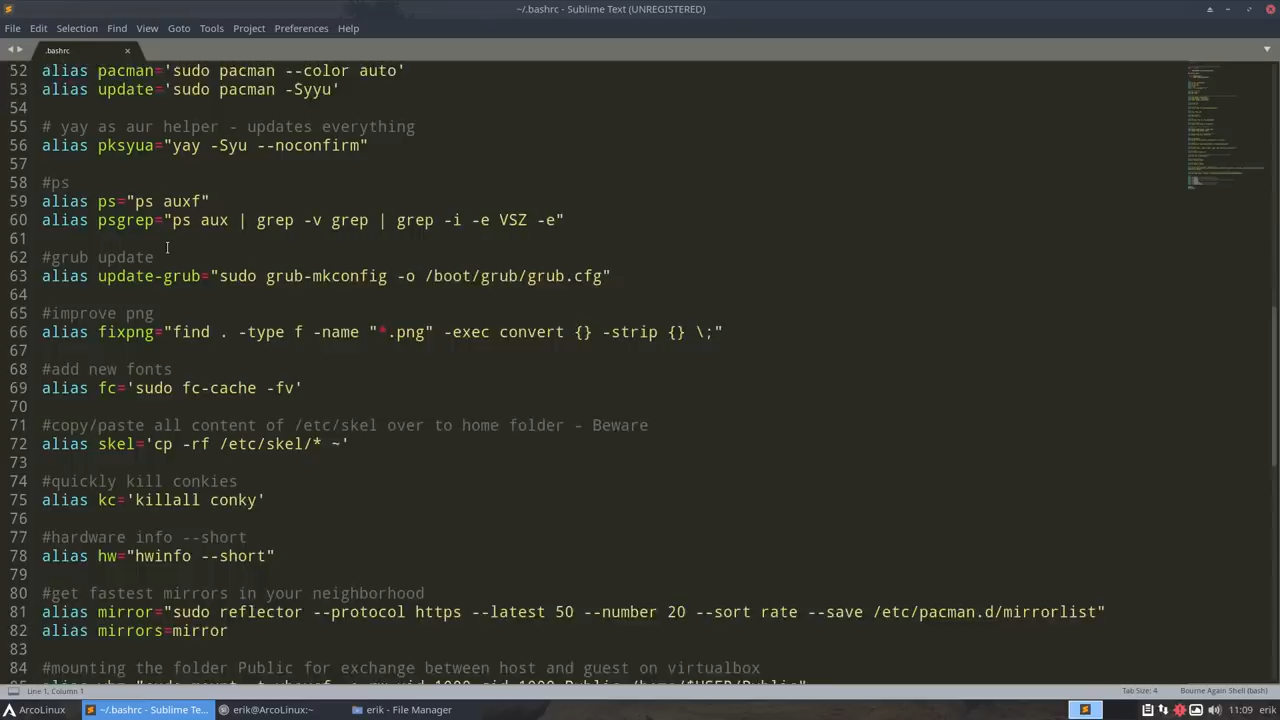 ~/.bashrc - Sublime Text (UNREGISTERED)
File Edit Selection Find View Goto Tools Project Preferences Help
.bashrc
52 alias pacman='sudo pacman --color auto'
53 alias update='sudo pacman -Syyu'
54
55 # yay as aur helper - updates everything
56 alias pksyua="yay -Syu --noconfirm"
57
58 #ps
59 alias ps="ps auxf"
60 alias psgrep="ps aux | grep -v grep | grep -i -e VSZ -e"
61
62 #grub update
63 alias update-grub="sudo grub-mkconfig -o /boot/grub/grub.cfg"
64
65 #improve png
66 alias fixpng="find . -type f -name "*.png" -exec convert {} -strip {} \;"
67
68 #add new fonts
69 alias fc='sudo fc-cache -fv'
70
71 #copy/paste all content of /etc/skel over to home folder - Beware
72 alias skel='cp -rf /etc/skel/* ~'
73
74 #quickly kill conkies
75 alias kc='killall conky'
76
77 #hardware info --short
78 alias hw="hwinfo --short"
79
80 #get fastest mirrors in your neighborhood
81 alias mirror="sudo reflector --protocol https --latest 50 --number 20 --sort rate --save /etc/pacman.d/mirrorlist"
82 alias mirrors=mirror
83
84 #mounting the folder Public for exchange between host and guest on virtualbox
Line 1, Column 1 Tab Size: 4 Bourne Again Shell (bash)
ArcoLinux ~/.bashrc - Sublime Te... erik@ArcoLinux:~ erik - File Manager 11:09 erik